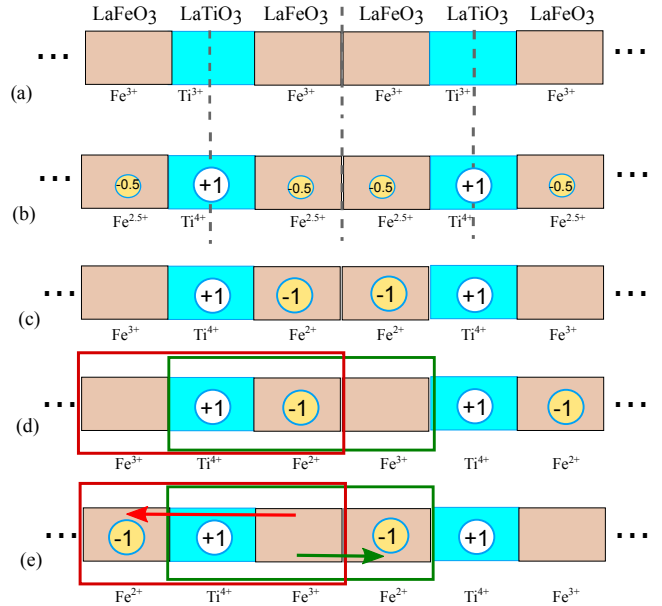 LaFeO3 LaTiO3 LaFeO3 LaFeO3 LaTiO3 LaFeO3
... ...
(a)
Fe3+ Ti3+ Fe3+ Fe3+ Ti3+ Fe3+
... -0.5 +1 -0.5 -0.5 +1 -0.5 ...
(b)
Fe2.5+ Ti4+ Fe2.5+ Fe2.5+ Ti4+ Fe2.5+
... +1 -1 -1 +1 ...
(c)
Fe3+ Ti4+ Fe2+ Fe2+ Ti4+ Fe3+
... +1 -1 +1 -1 ...
(d)
Fe3+ Ti4+ Fe2+ Fe3+ Ti4+ Fe2+
... -1 +1 -1 +1 ...
(e)
Fe2+ Ti4+ Fe3+ Fe2+ Ti4+ Fe3+